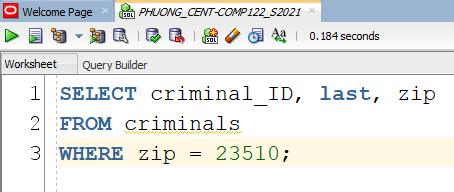 Welcome Page PHUONG_CENT-COMP122_S2021
SQL 0.184 seconds
Worksheet Query Builder
1 SELECT criminal_ID, last, zip
2 FROM criminals
3 WHERE zip = 23510;